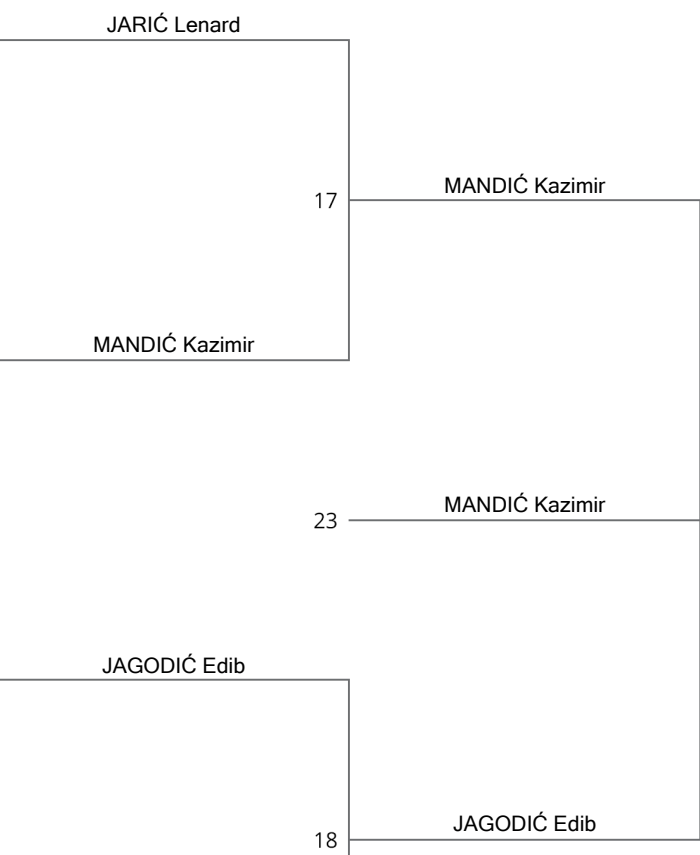 JARIĆ Lenard
17
MANDIĆ Kazimir
MANDIĆ Kazimir
23
MANDIĆ Kazimir
JAGODIĆ Edib
18
JAGODIĆ Edib